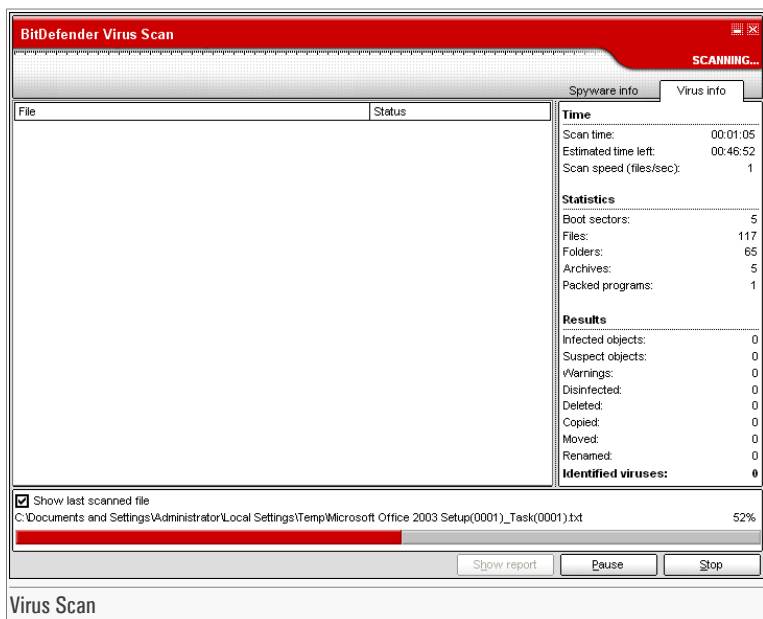 BitDefender Virus Scan
SCANNING...
Spyware info Virus info
File Status
Time
Scan time: 00:01:05
Estimated time left: 00:46:52
Scan speed (files/sec): 1
Statistics
Boot sectors: 5
Files: 117
Folders: 65
Archives: 5
Packed programs: 1
Results
Infected objects: 0
Suspect objects: 0
Warnings: 0
Disinfected: 0
Deleted: 0
Copied: 0
Moved: 0
Renamed: 0
Identified viruses: 0
Show last scanned file
C:\Documents and Settings\Administrator\Local Settings\Temp\Microsoft Office 2003 Setup(0001)_Task(0001).txt 52%
Show report Pause Stop
Virus Scan